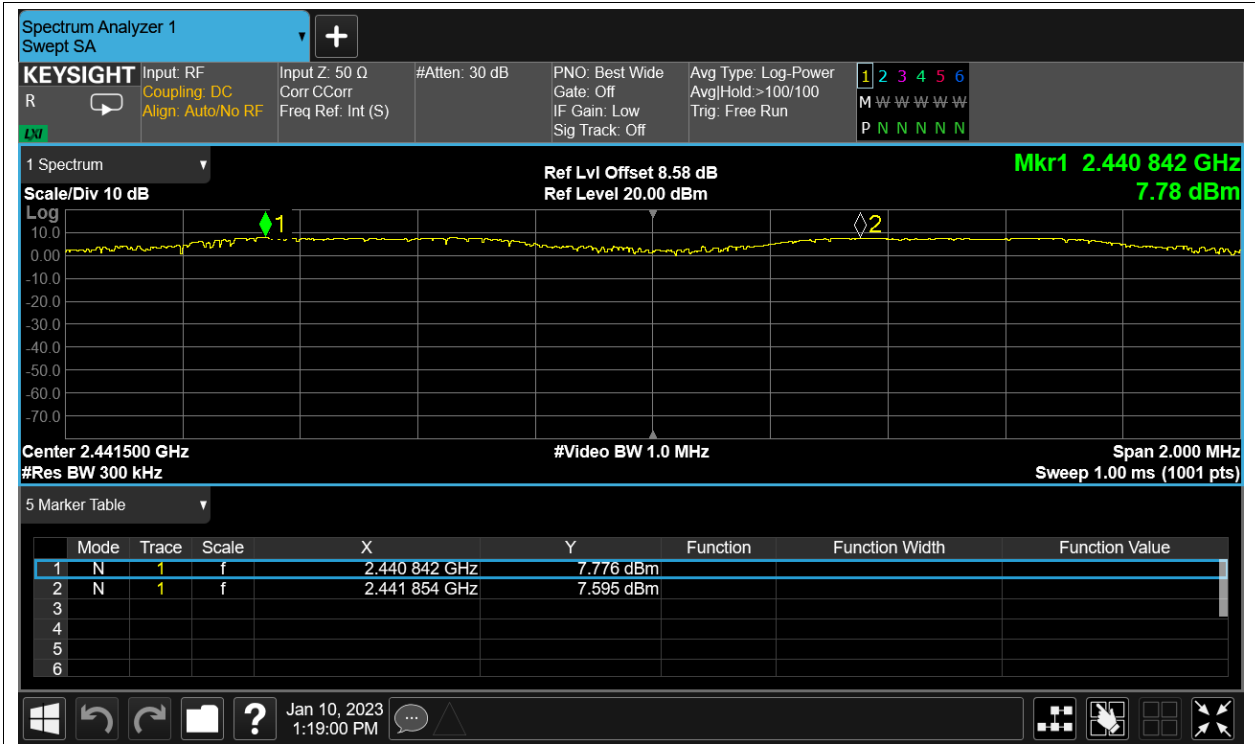 Spectrum Analyzer 1
Swept SA
KEYSIGHT
R
LXI
Input: RF
Coupling: DC
Align: Auto/No RF
Input Z: 50 Ω
Corr CCorr
Freq Ref: Int (S)
#Atten: 30 dB
PNO: Best Wide
Gate: Off
IF Gain: Low
Sig Track: Off
Avg Type: Log-Power
Avg|Hold:>100/100
Trig: Free Run
1 2 3 4 5 6
M W W W W W
P N N N N N
1 Spectrum
Scale/Div 10 dB
Ref Lvl Offset 8.58 dB
Ref Level 20.00 dBm
Mkr1 2.440 842 GHz
7.78 dBm
Log
10.0
0.00
-10.0
-20.0
-30.0
-40.0
-50.0
-60.0
-70.0
1
2
Center 2.441500 GHz
#Video BW 1.0 MHz
Span 2.000 MHz
#Res BW 300 kHz
Sweep 1.00 ms (1001 pts)
5 Marker Table
Mode Trace Scale X Y Function Function Width Function Value
1 N 1 f 2.440 842 GHz 7.776 dBm
2 N 1 f 2.441 854 GHz 7.595 dBm
3
4
5
6
?
Jan 10, 2023
1:19:00 PM